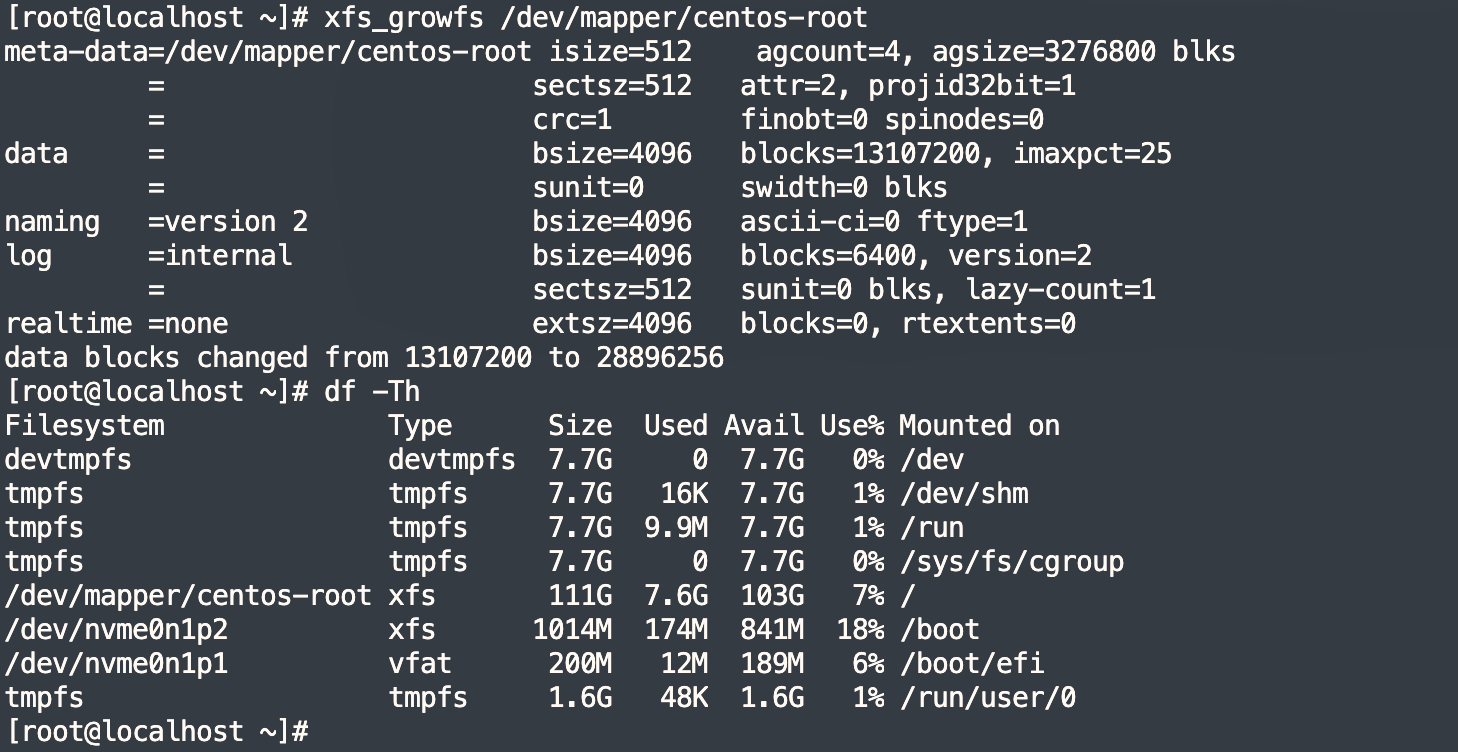 [root@localhost ~]# xfs_growfs /dev/mapper/centos-root
meta-data=/dev/mapper/centos-root isize=512    agcount=4, agsize=3276800 blks
         =                       sectsz=512   attr=2, projid32bit=1
         =                       crc=1        finobt=0 spinodes=0
data     =                       bsize=4096   blocks=13107200, imaxpct=25
         =                       sunit=0      swidth=0 blks
naming   =version 2              bsize=4096   ascii-ci=0 ftype=1
log      =internal               bsize=4096   blocks=6400, version=2
         =                       sectsz=512   sunit=0 blks, lazy-count=1
realtime =none                   extsz=4096   blocks=0, rtextents=0
data blocks changed from 13107200 to 28896256
[root@localhost ~]# df -Th
Filesystem              Type      Size  Used Avail Use% Mounted on
devtmpfs                devtmpfs  7.7G     0  7.7G   0% /dev
tmpfs                   tmpfs     7.7G   16K  7.7G   1% /dev/shm
tmpfs                   tmpfs     7.7G  9.9M  7.7G   1% /run
tmpfs                   tmpfs     7.7G     0  7.7G   0% /sys/fs/cgroup
/dev/mapper/centos-root xfs       111G  7.6G  103G   7% /
/dev/nvme0n1p2          xfs      1014M  174M  841M  18% /boot
/dev/nvme0n1p1          vfat      200M   12M  189M   6% /boot/efi
tmpfs                   tmpfs     1.6G   48K  1.6G   1% /run/user/0
[root@localhost ~]#